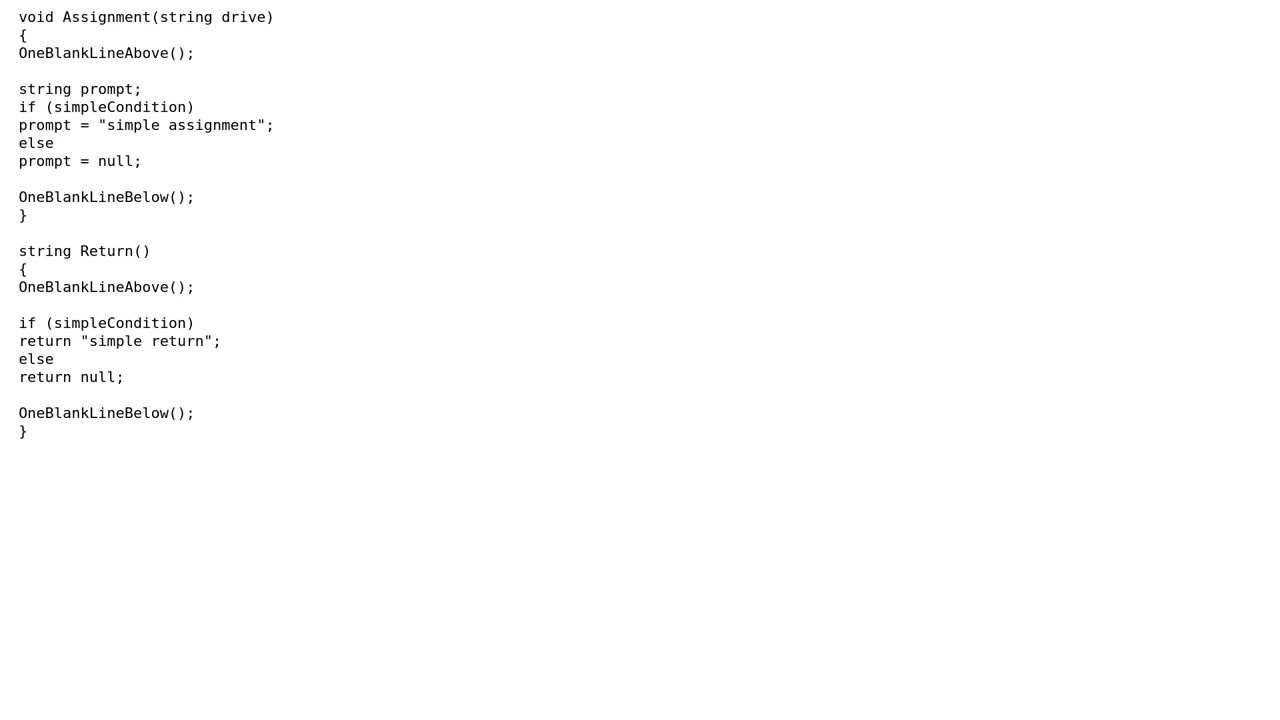 void Assignment(string drive)
{
OneBlankLineAbove();

string prompt;
if (simpleCondition)
prompt = "simple assignment";
else
prompt = null;

OneBlankLineBelow();
}

string Return()
{
OneBlankLineAbove();

if (simpleCondition)
return "simple return";
else
return null;

OneBlankLineBelow();
}